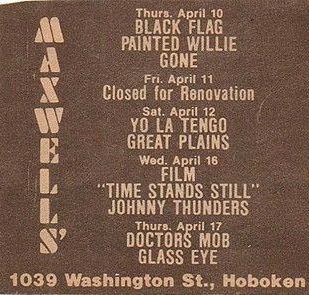 MAXWELLS'
Thurs. April 10
BLACK FLAG
PAINTED WILLIE
GONE
Fri. April 11
Closed for Renovation
Sat. April 12
YO LA TENGO
GREAT PLAINS
Wed. April 16
FILM
"TIME STANDS STILL"
JOHNNY THUNDERS
Thurs. April 17
DOCTORS MOB
GLASS EYE
1039 Washington St., Hoboken